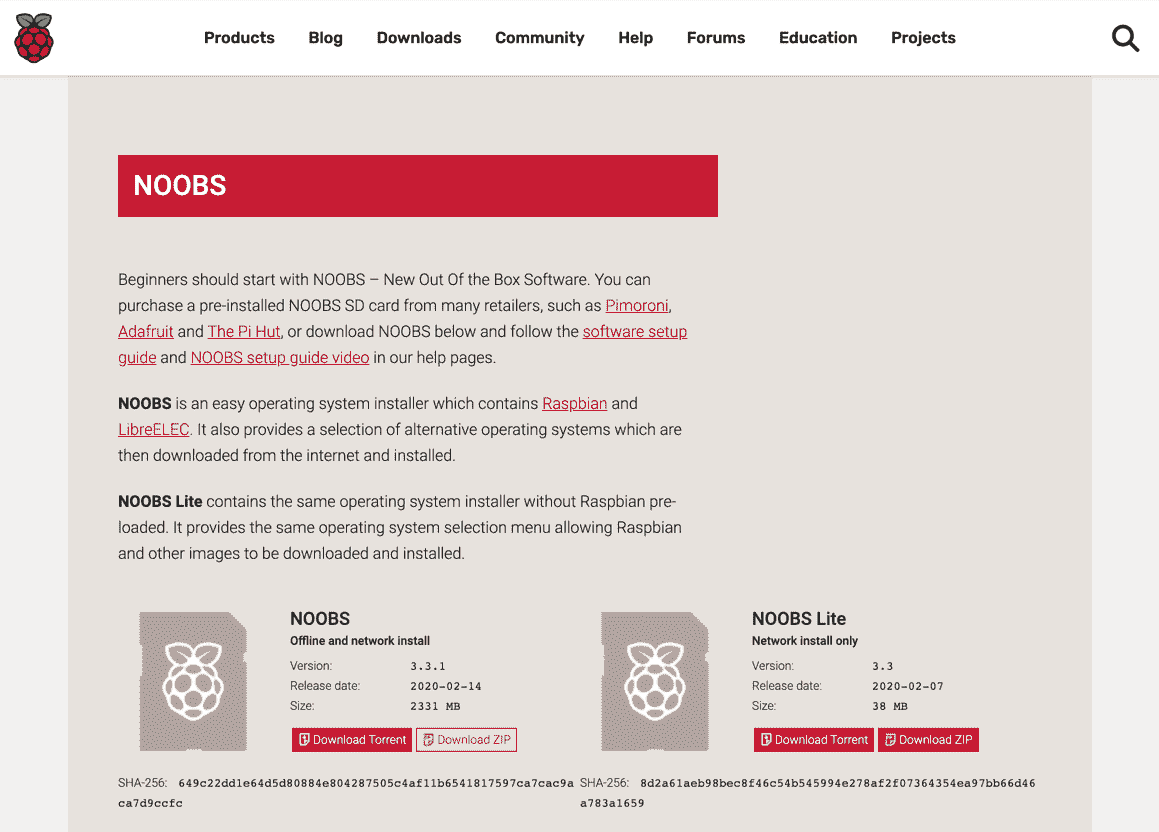 Products Blog Downloads Community Help Forums Education Projects
NOOBS
Beginners should start with NOOBS – New Out Of the Box Software. You can
purchase a pre-installed NOOBS SD card from many retailers, such as Pimoroni,
Adafruit and The Pi Hut, or download NOOBS below and follow the software setup
guide and NOOBS setup guide video in our help pages.
NOOBS is an easy operating system installer which contains Raspbian and
LibreELEC. It also provides a selection of alternative operating systems which are
then downloaded from the internet and installed.
NOOBS Lite contains the same operating system installer without Raspbian pre-
loaded. It provides the same operating system selection menu allowing Raspbian
and other images to be downloaded and installed.
NOOBS
Offline and network install
Version: 3.3.1
Release date: 2020-02-14
Size: 2331 MB
Download Torrent Download ZIP
SHA-256: 649c22dd1e64d5d80884e804287505c4af11b6541817597ca7cac9a
ca7d9ccfc
NOOBS Lite
Network install only
Version: 3.3
Release date: 2020-02-07
Size: 38 MB
Download Torrent Download ZIP
SHA-256: 8d2a61aeb98bec8f46c54b545994e278af2f07364354ea97bb66d46
a783a1659